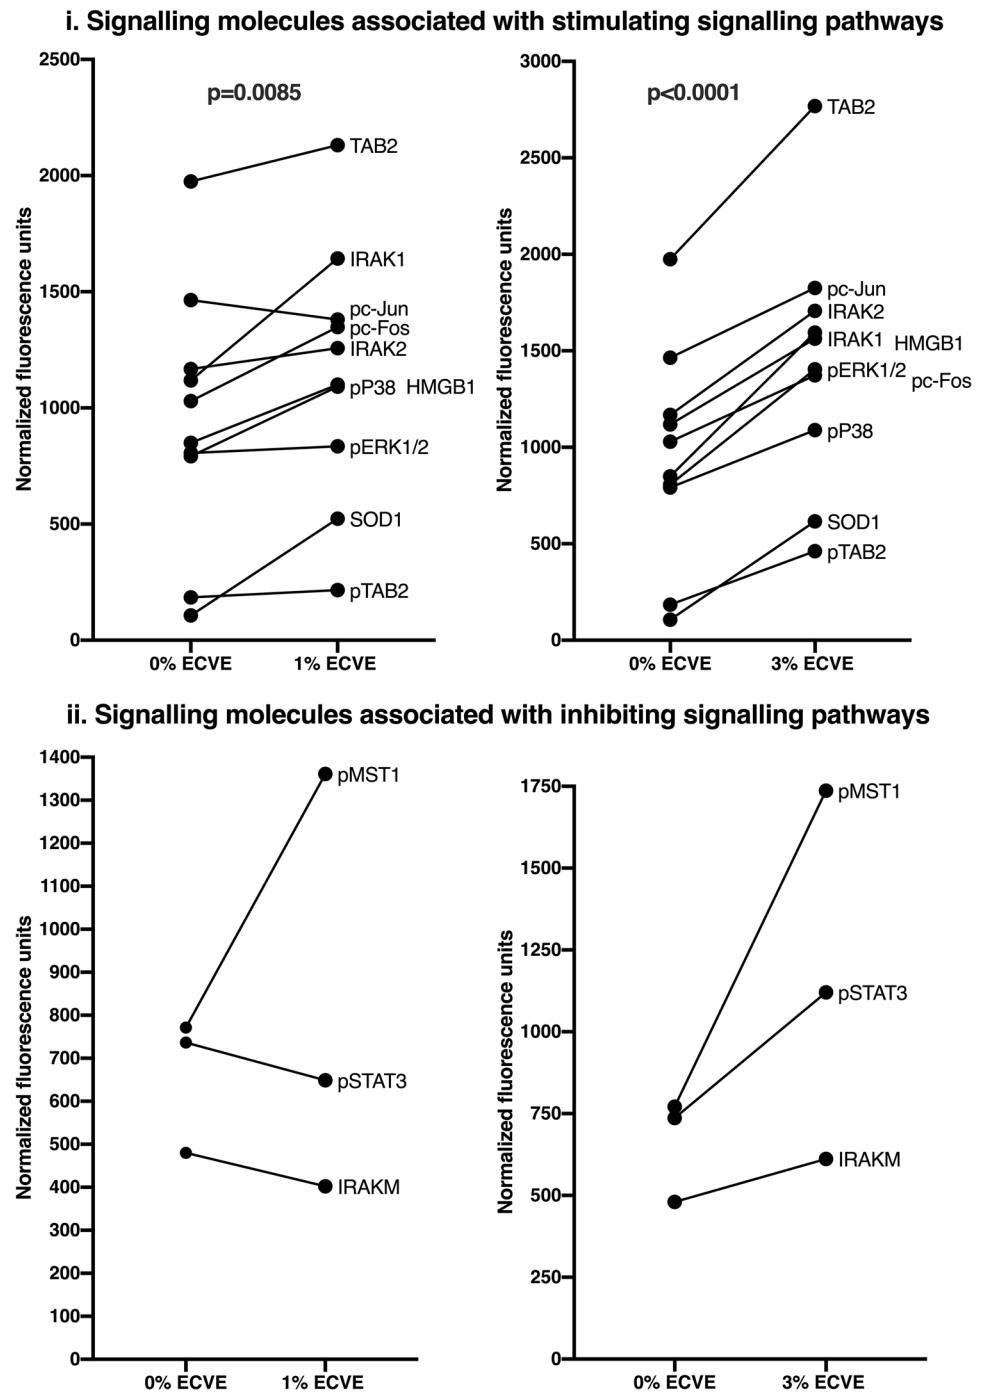 i. Signalling molecules associated with stimulating signalling pathways
Normalized fluorescence units
2500
2000
1500
1000
500
0
p=0.0085
TAB2
IRAK1
pc-Jun
pc-Fos
IRAK2
pP38 HMGB1
pERK1/2
SOD1
pTAB2
0% ECVE 1% ECVE
Normalized fluorescence units
3000
2500
2000
1500
1000
500
0
p<0.0001
TAB2
pc-Jun
IRAK2
IRAK1 HMGB1
pERK1/2
pc-Fos
pP38
SOD1
pTAB2
0% ECVE 3% ECVE
ii. Signalling molecules associated with inhibiting signalling pathways
Normalized fluorescence units
1400
1300
1200
1100
1000
900
800
700
600
500
400
300
200
100
0
pMST1
pSTAT3
IRAKM
0% ECVE 1% ECVE
Normalized fluorescence units
1750
1500
1250
1000
750
500
250
0
pMST1
pSTAT3
IRAKM
0% ECVE 3% ECVE